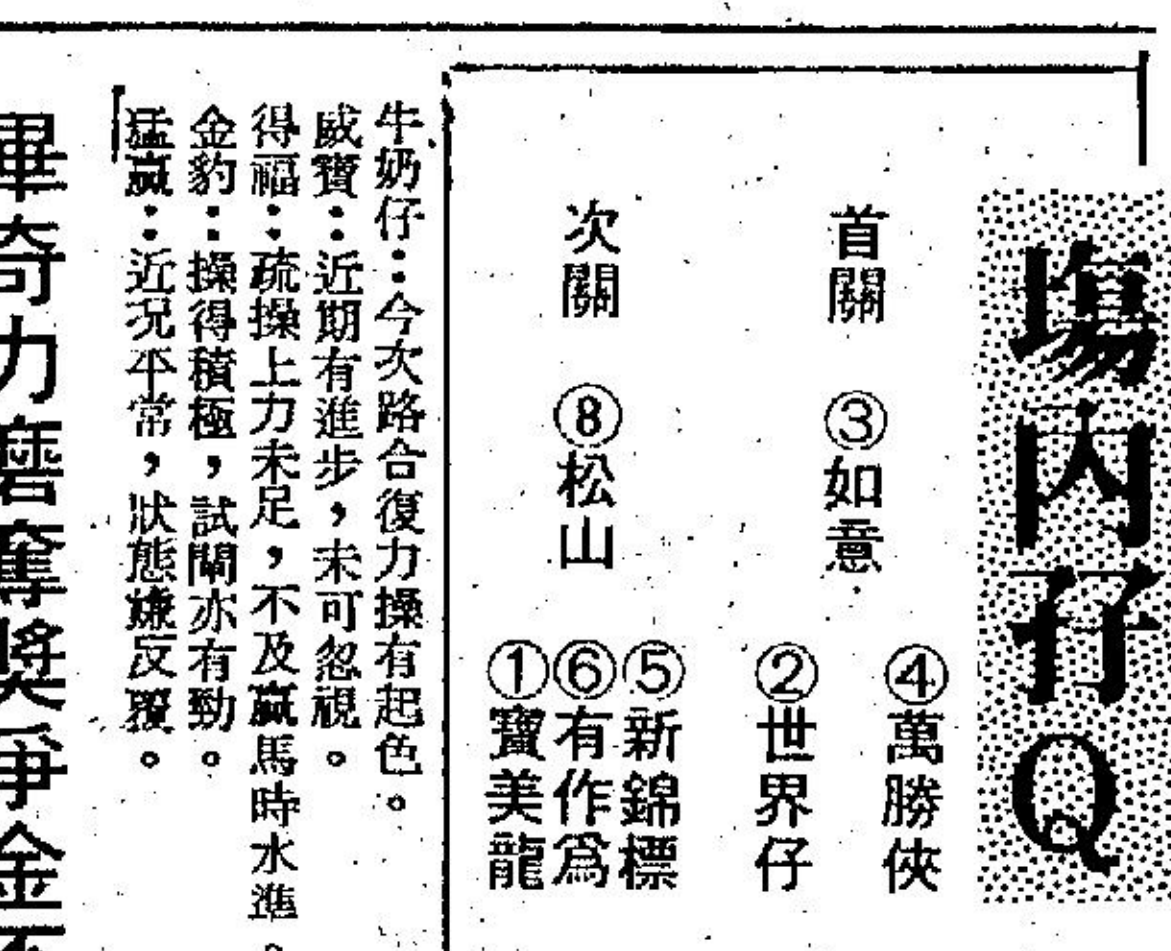 場內孖Q
首關
③如意
④萬勝俠
②世界仔
次關
⑧松山
⑤新錦標
⑥有作爲
①寶美龍
牛奶仔：今次路合復力操有起色。
威寶：近期有進步，未可忽視。
得福：疏操上力未足，不及贏馬時水準。
金豹：操得積極，試閘亦有勁。
猛贏：近況平常，狀態嫌反覆。
畢奇力磨奪獎爭金